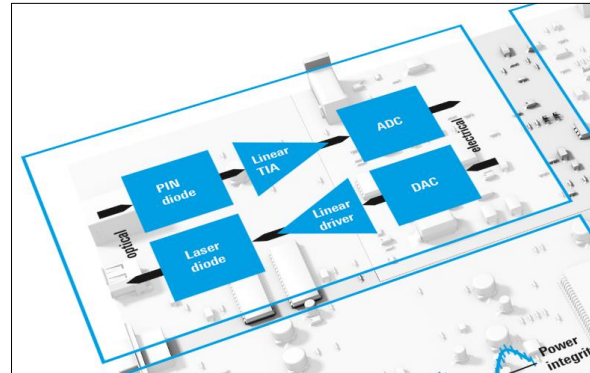 PIN
diode
Linear
TIA
ADC
electrical
optical
Laser
diode
Linear
driver
DAC
Power